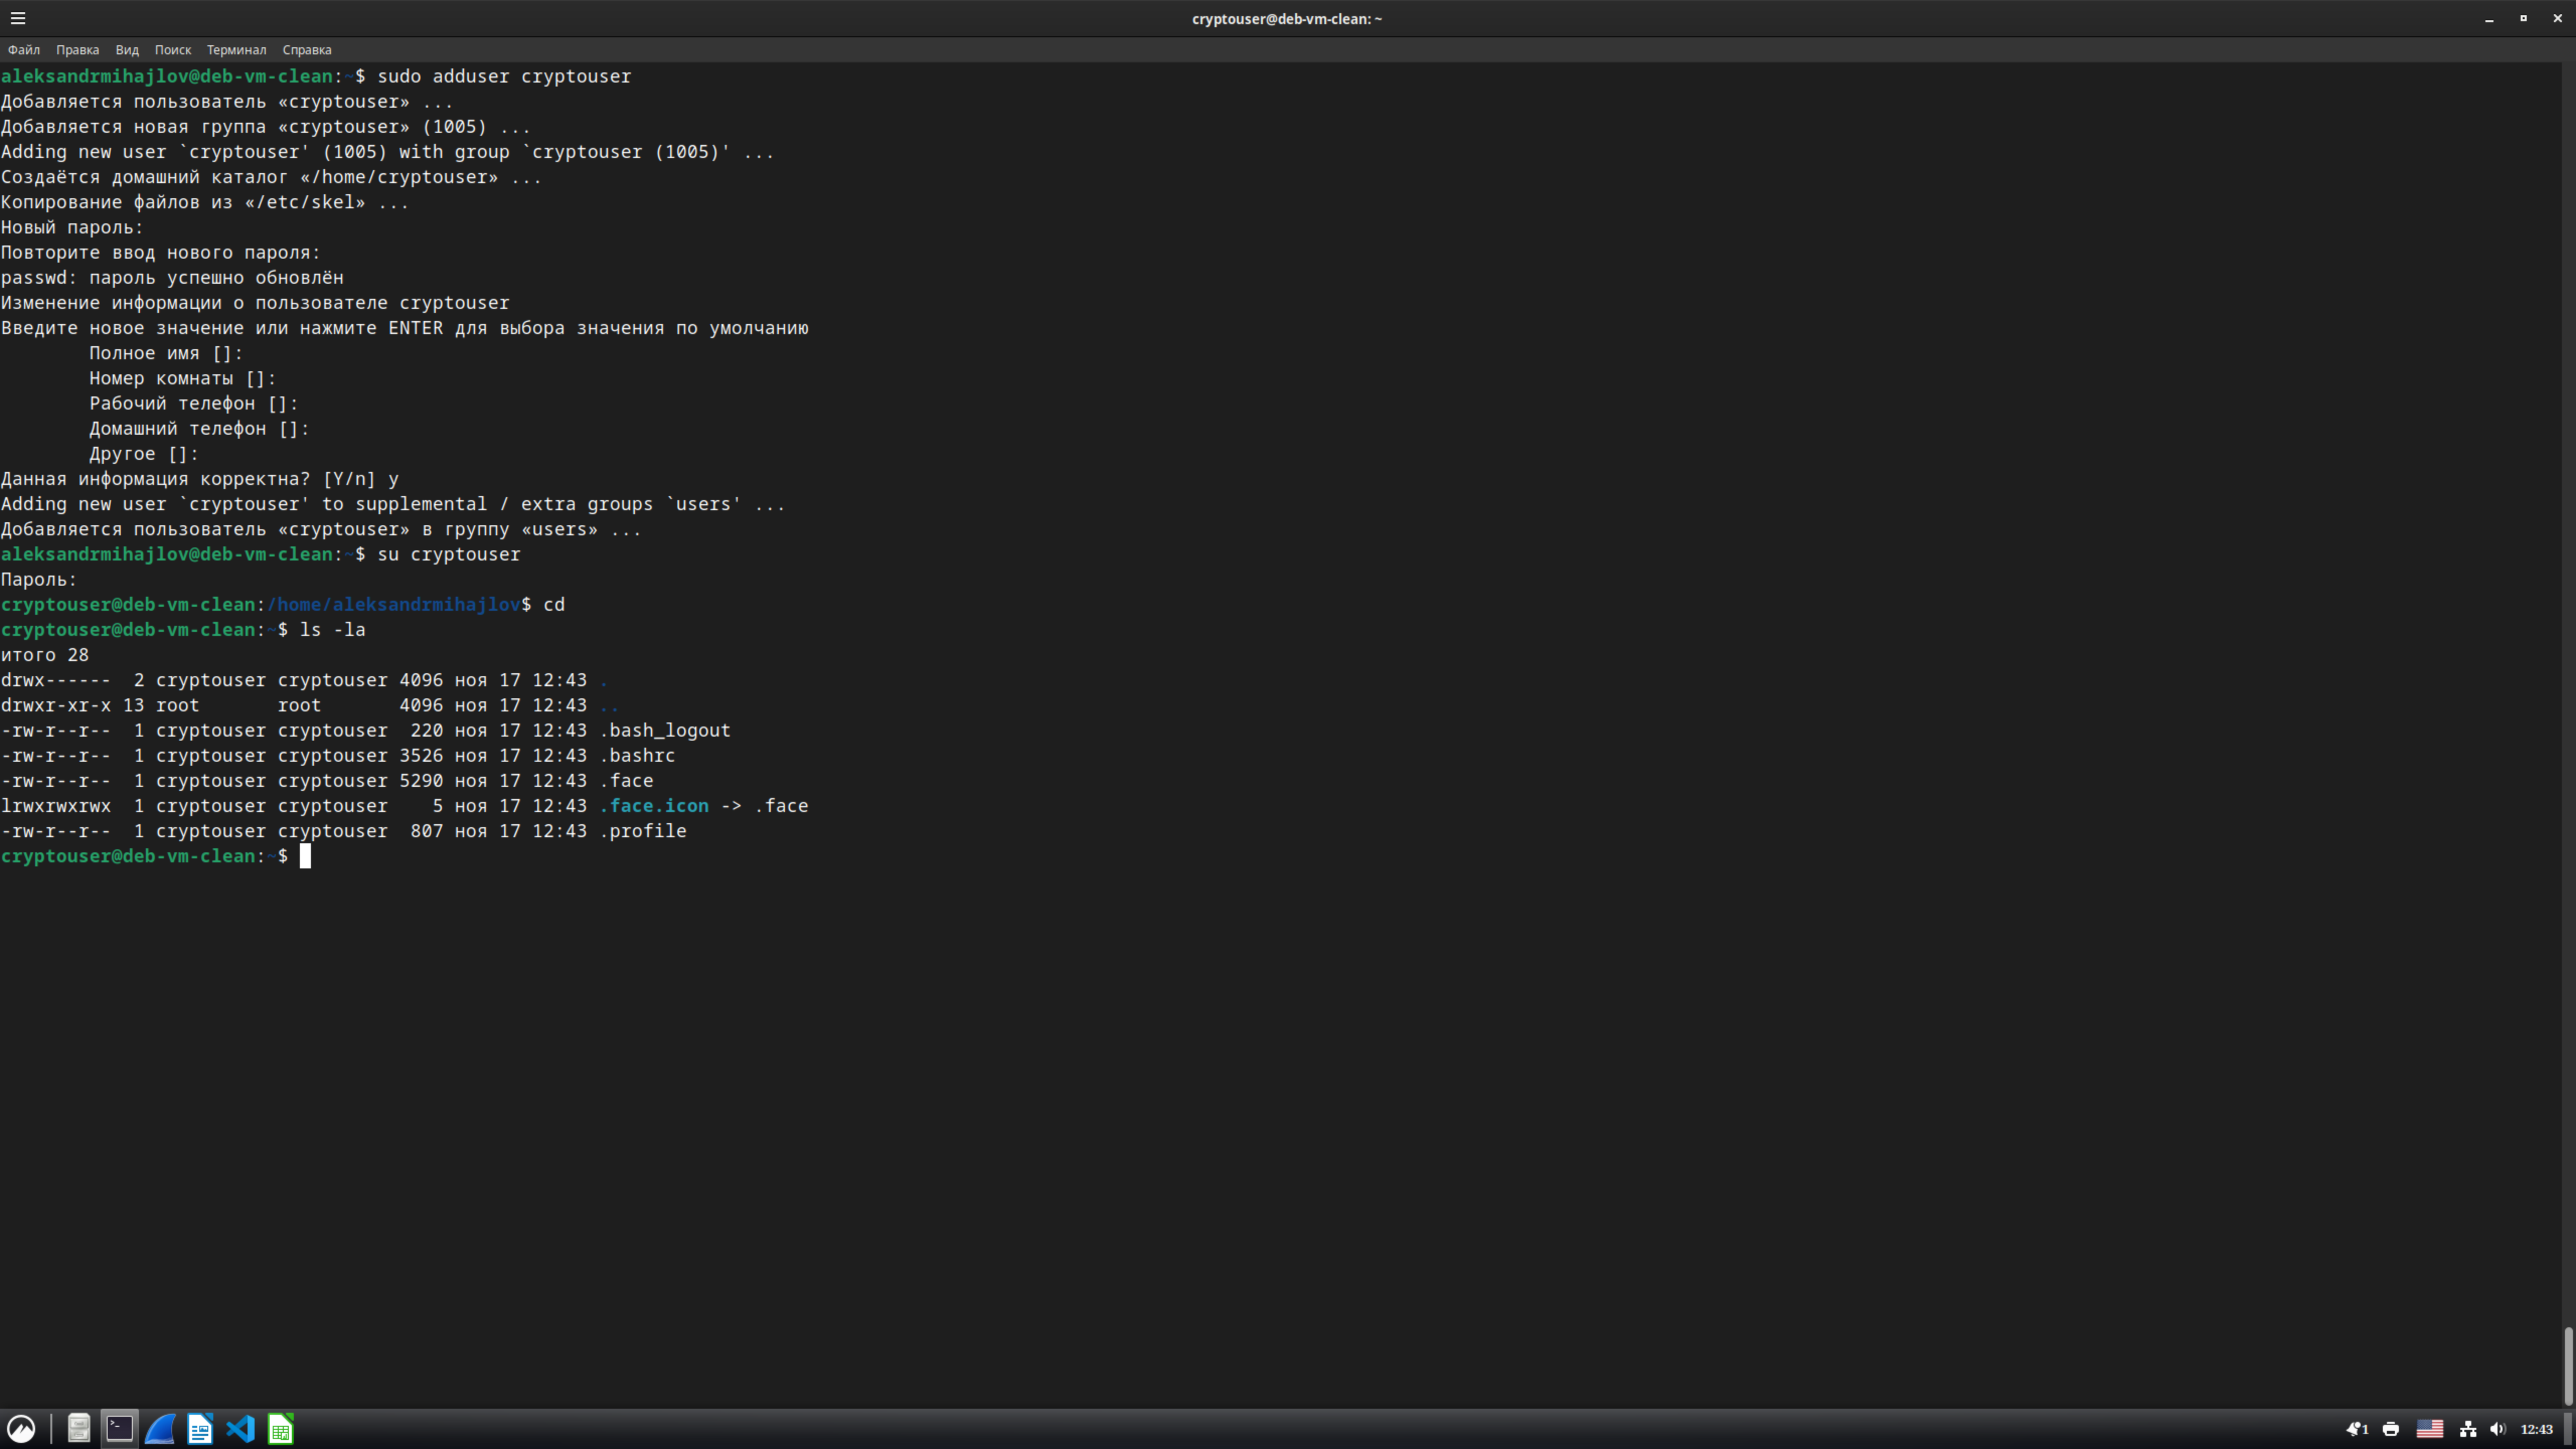 cryptouser@deb-vm-clean: ~
Файл Правка Вид Поиск Терминал Справка
aleksandrmihajlov@deb-vm-clean:~$ sudo adduser cryptouser
Добавляется пользователь «cryptouser» ...
Добавляется новая группа «cryptouser» (1005) ...
Adding new user `cryptouser' (1005) with group `cryptouser (1005)' ...
Создаётся домашний каталог «/home/cryptouser» ...
Копирование файлов из «/etc/skel» ...
Новый пароль:
Повторите ввод нового пароля:
passwd: пароль успешно обновлён
Изменение информации о пользователе cryptouser
Введите новое значение или нажмите ENTER для выбора значения по умолчанию
        Полное имя []:
        Номер комнаты []:
        Рабочий телефон []:
        Домашний телефон []:
        Другое []:
Данная информация корректна? [Y/n] y
Adding new user `cryptouser' to supplemental / extra groups `users' ...
Добавляется пользователь «cryptouser» в группу «users» ...
aleksandrmihajlov@deb-vm-clean:~$ su cryptouser
Пароль:
cryptouser@deb-vm-clean:/home/aleksandrmihajlov$ cd
cryptouser@deb-vm-clean:~$ ls -la
итого 28
drwx------  2 cryptouser cryptouser 4096 ноя 17 12:43 .
drwxr-xr-x 13 root       root       4096 ноя 17 12:43 ..
-rw-r--r--  1 cryptouser cryptouser  220 ноя 17 12:43 .bash_logout
-rw-r--r--  1 cryptouser cryptouser 3526 ноя 17 12:43 .bashrc
-rw-r--r--  1 cryptouser cryptouser 5290 ноя 17 12:43 .face
lrwxrwxrwx  1 cryptouser cryptouser    5 ноя 17 12:43 .face.icon -> .face
-rw-r--r--  1 cryptouser cryptouser  807 ноя 17 12:43 .profile
cryptouser@deb-vm-clean:~$
1 12:43